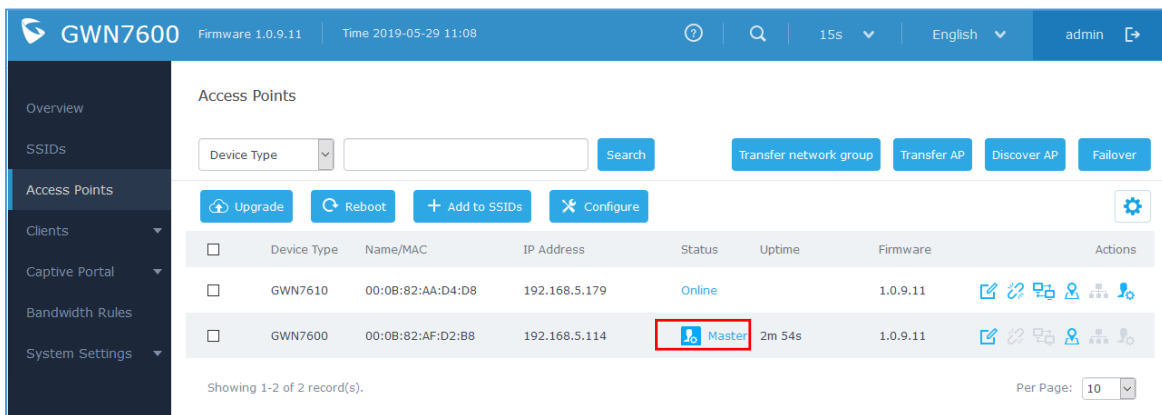 GWN7600 Firmware 1.0.9.11 Time 2019-05-29 11:08 15s English admin
Overview
SSIDs
Access Points
Clients
Captive Portal
Bandwidth Rules
System Settings
Access Points
Device Type Search Transfer network group Transfer AP Discover AP Failover
Upgrade Reboot + Add to SSIDs Configure
Device Type Name/MAC IP Address Status Uptime Firmware Actions
GWN7610 00:0B:82:AA:D4:D8 192.168.5.179 Online 1.0.9.11
GWN7600 00:0B:82:AF:D2:B8 192.168.5.114 Master 2m 54s 1.0.9.11
Showing 1-2 of 2 record(s). Per Page: 10